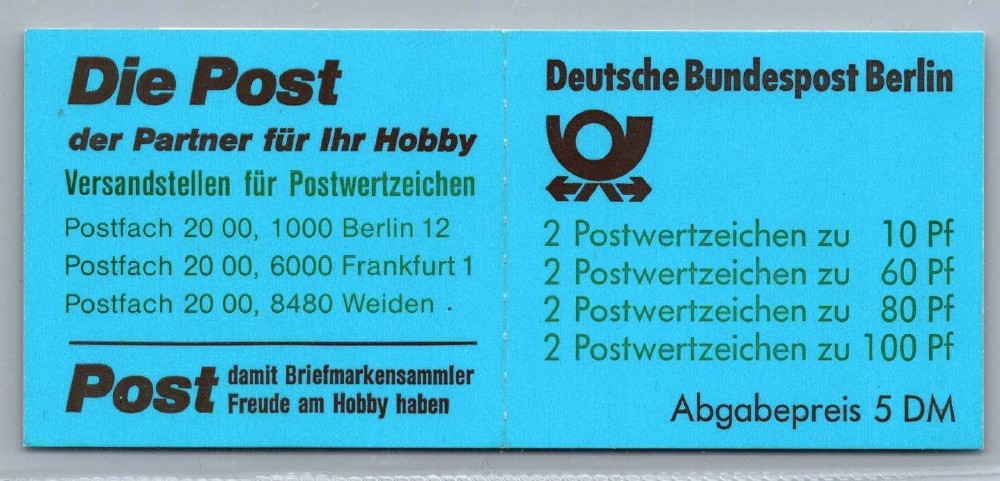 Die Post
der Partner für Ihr Hobby
Versandstellen für Postwertzeichen
Postfach 20 00, 1000 Berlin 12
Postfach 20 00, 6000 Frankfurt 1
Postfach 20 00, 8480 Weiden .
Post damit Briefmarkensammler
Freude am Hobby haben
Deutsche Bundespost Berlin
2 Postwertzeichen zu 10 Pf
2 Postwertzeichen zu 60 Pf
2 Postwertzeichen zu 80 Pf
2 Postwertzeichen zu 100 Pf
Abgabepreis 5 DM